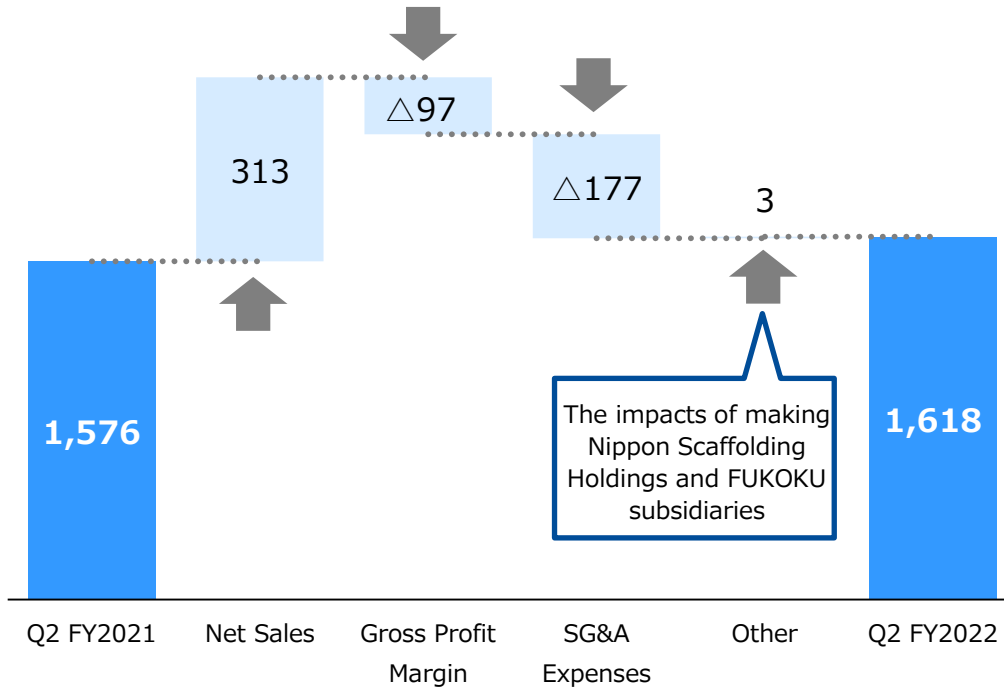 △97
313
△177
3
1,576
The impacts of making
Nippon Scaffolding
Holdings and FUKOKU
subsidiaries
1,618
Q2 FY2021
Net Sales
Gross Profit
Margin
SG&A
Expenses
Other
Q2 FY2022